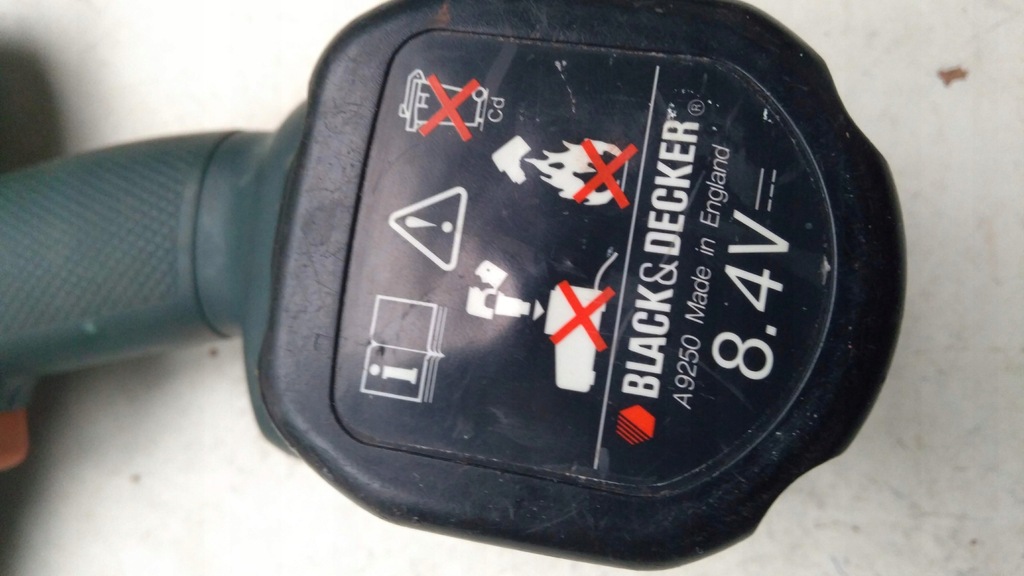 Cd
i
BLACK&DECKER®
A9250 Made in England
8.4V